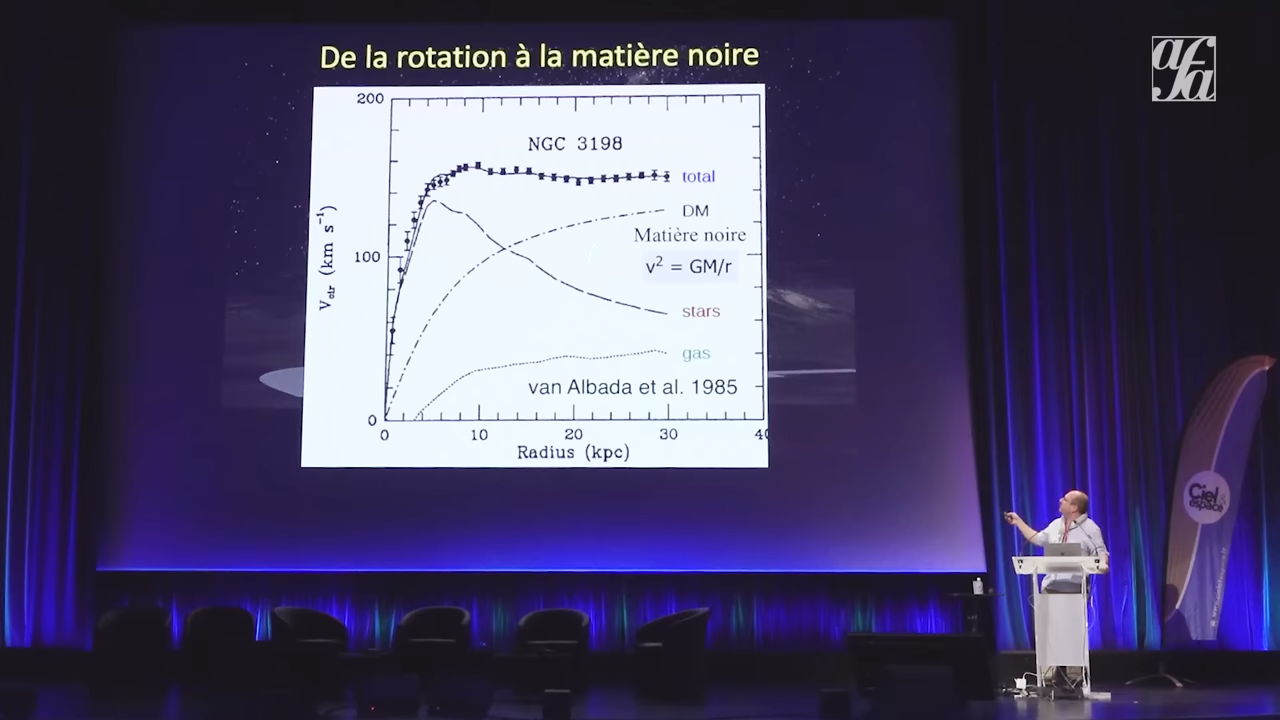 De la rotation à la matière noire
afa
200
NGC 3198
total
DM
Matière noire
v² = GM/r
100
V_cir (km s⁻¹)
stars
gas
van Albada et al. 1985
0
0 10 20 30 40
Radius (kpc)
Ciel
espace